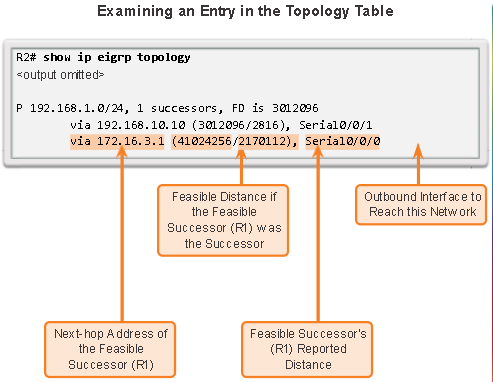 Examining an Entry in the Topology Table
R2# show ip eigrp topology
<output omitted>
P 192.168.1.0/24, 1 successors, FD is 3012096
via 192.168.10.10 (3012096/2816), Serial0/0/1
via 172.16.3.1 (41024256/2170112), Serial0/0/0
Feasible Distance if
the Feasible
Successor (R1) was
the Successor
Outbound Interface to
Reach this Network
Next-hop Address of
the Feasible
Successor (R1)
Feasible Successor's
(R1) Reported
Distance